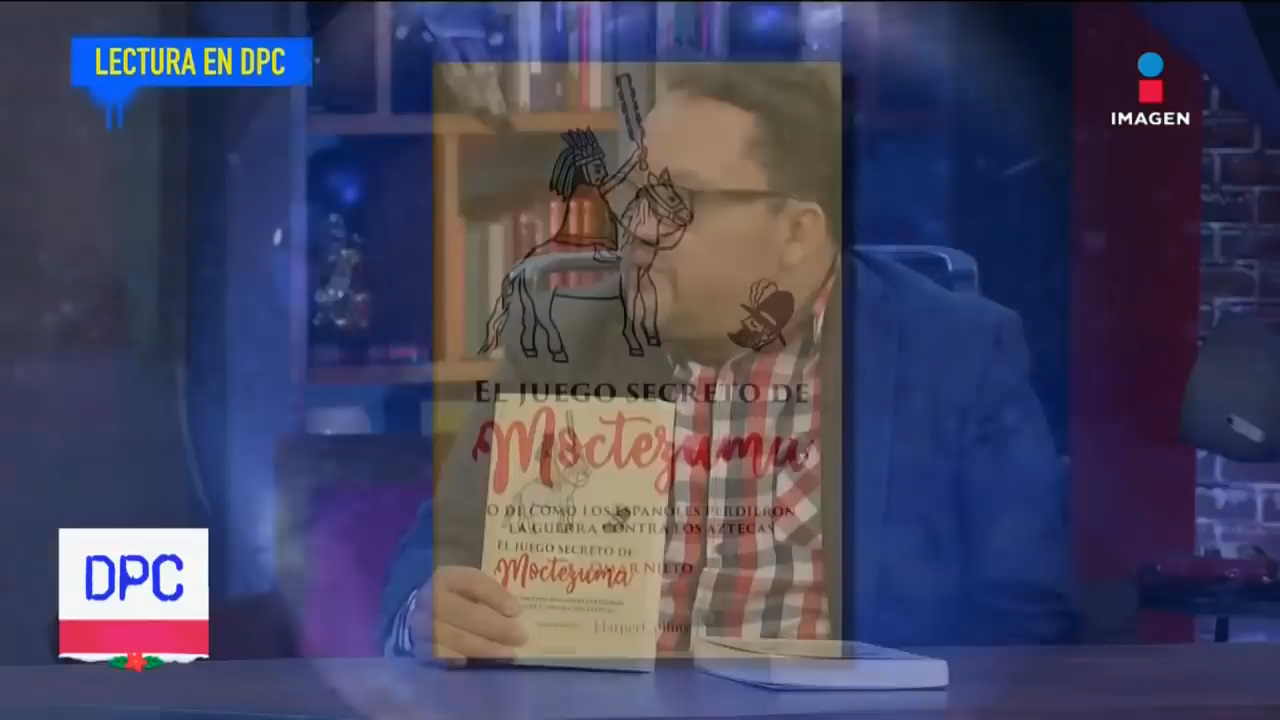 LECTURA EN DPC
IMAGEN
EL JUEGO SECRETO DE
Moctezuma
O DE CÓMO LOS ESPAÑOLES PERDIERON
LA GUERRA CONTRA LOS AZTECAS
OMAR NIETO
HarperCollins
EL JUEGO SECRETO DE
Moctezuma
DPC